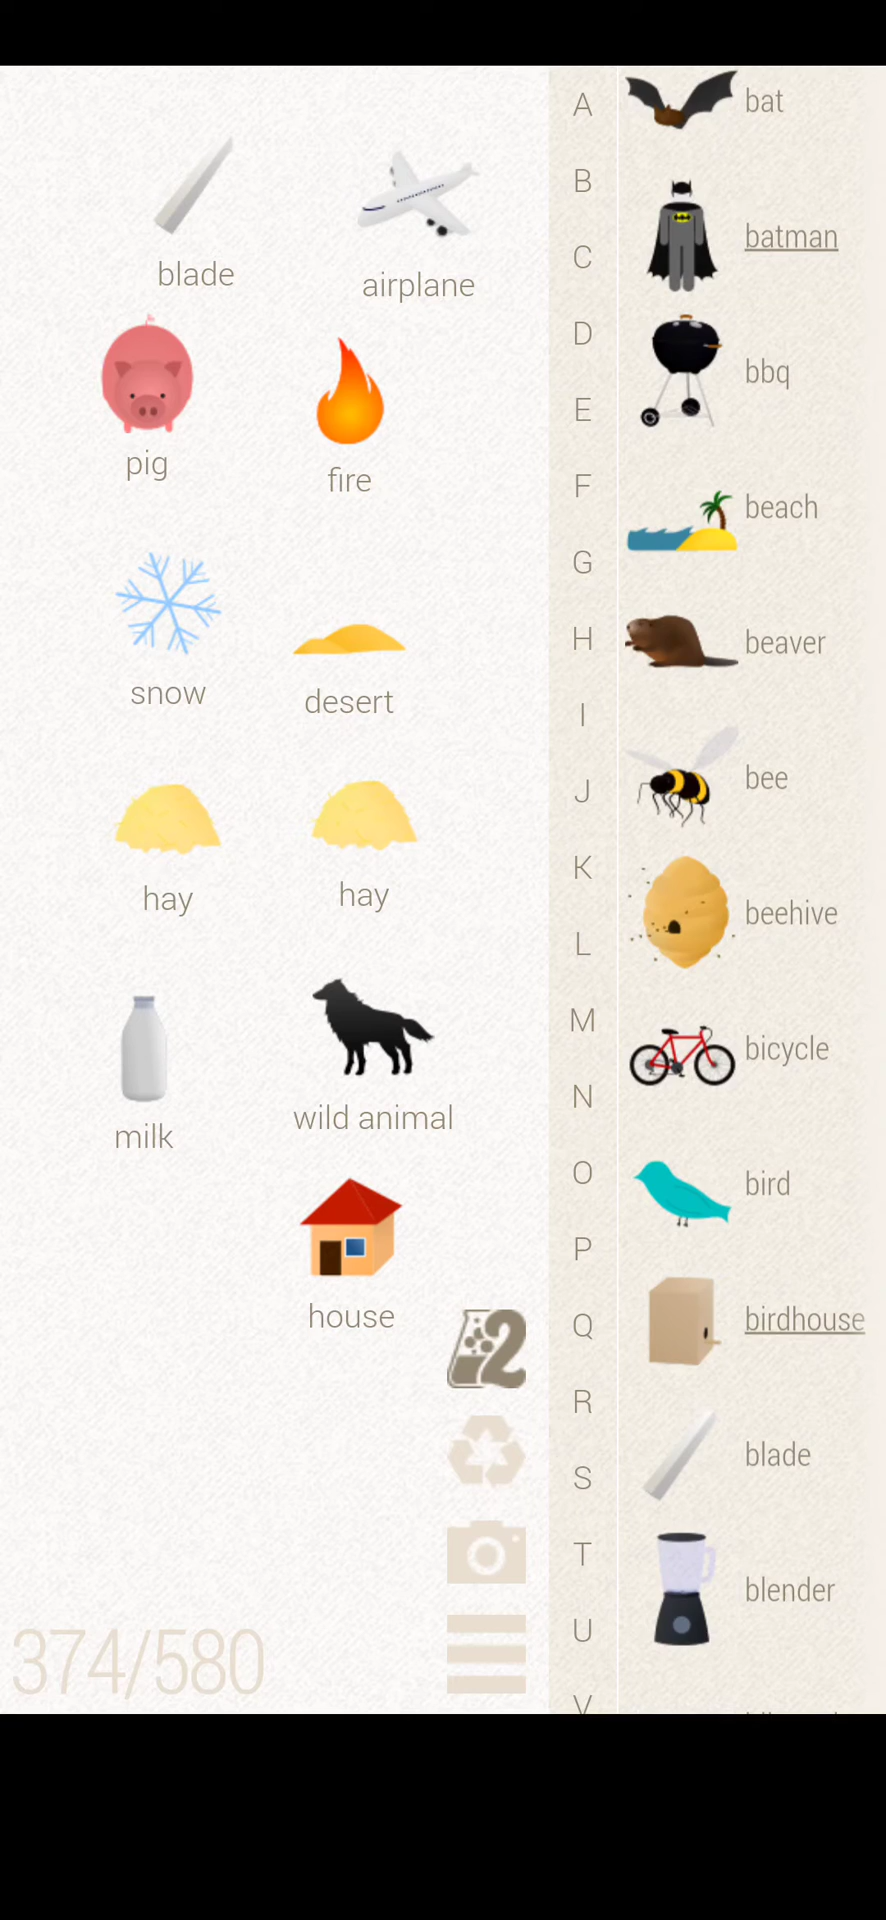 blade
airplane
pig
fire
snow
desert
hay
hay
milk
wild animal
house
2
374/580
A
B
C
D
E
F
G
H
I
J
K
L
M
N
O
P
Q
R
S
T
U
V
bat
batman
bbq
beach
beaver
bee
beehive
bicycle
bird
birdhouse
blade
blender